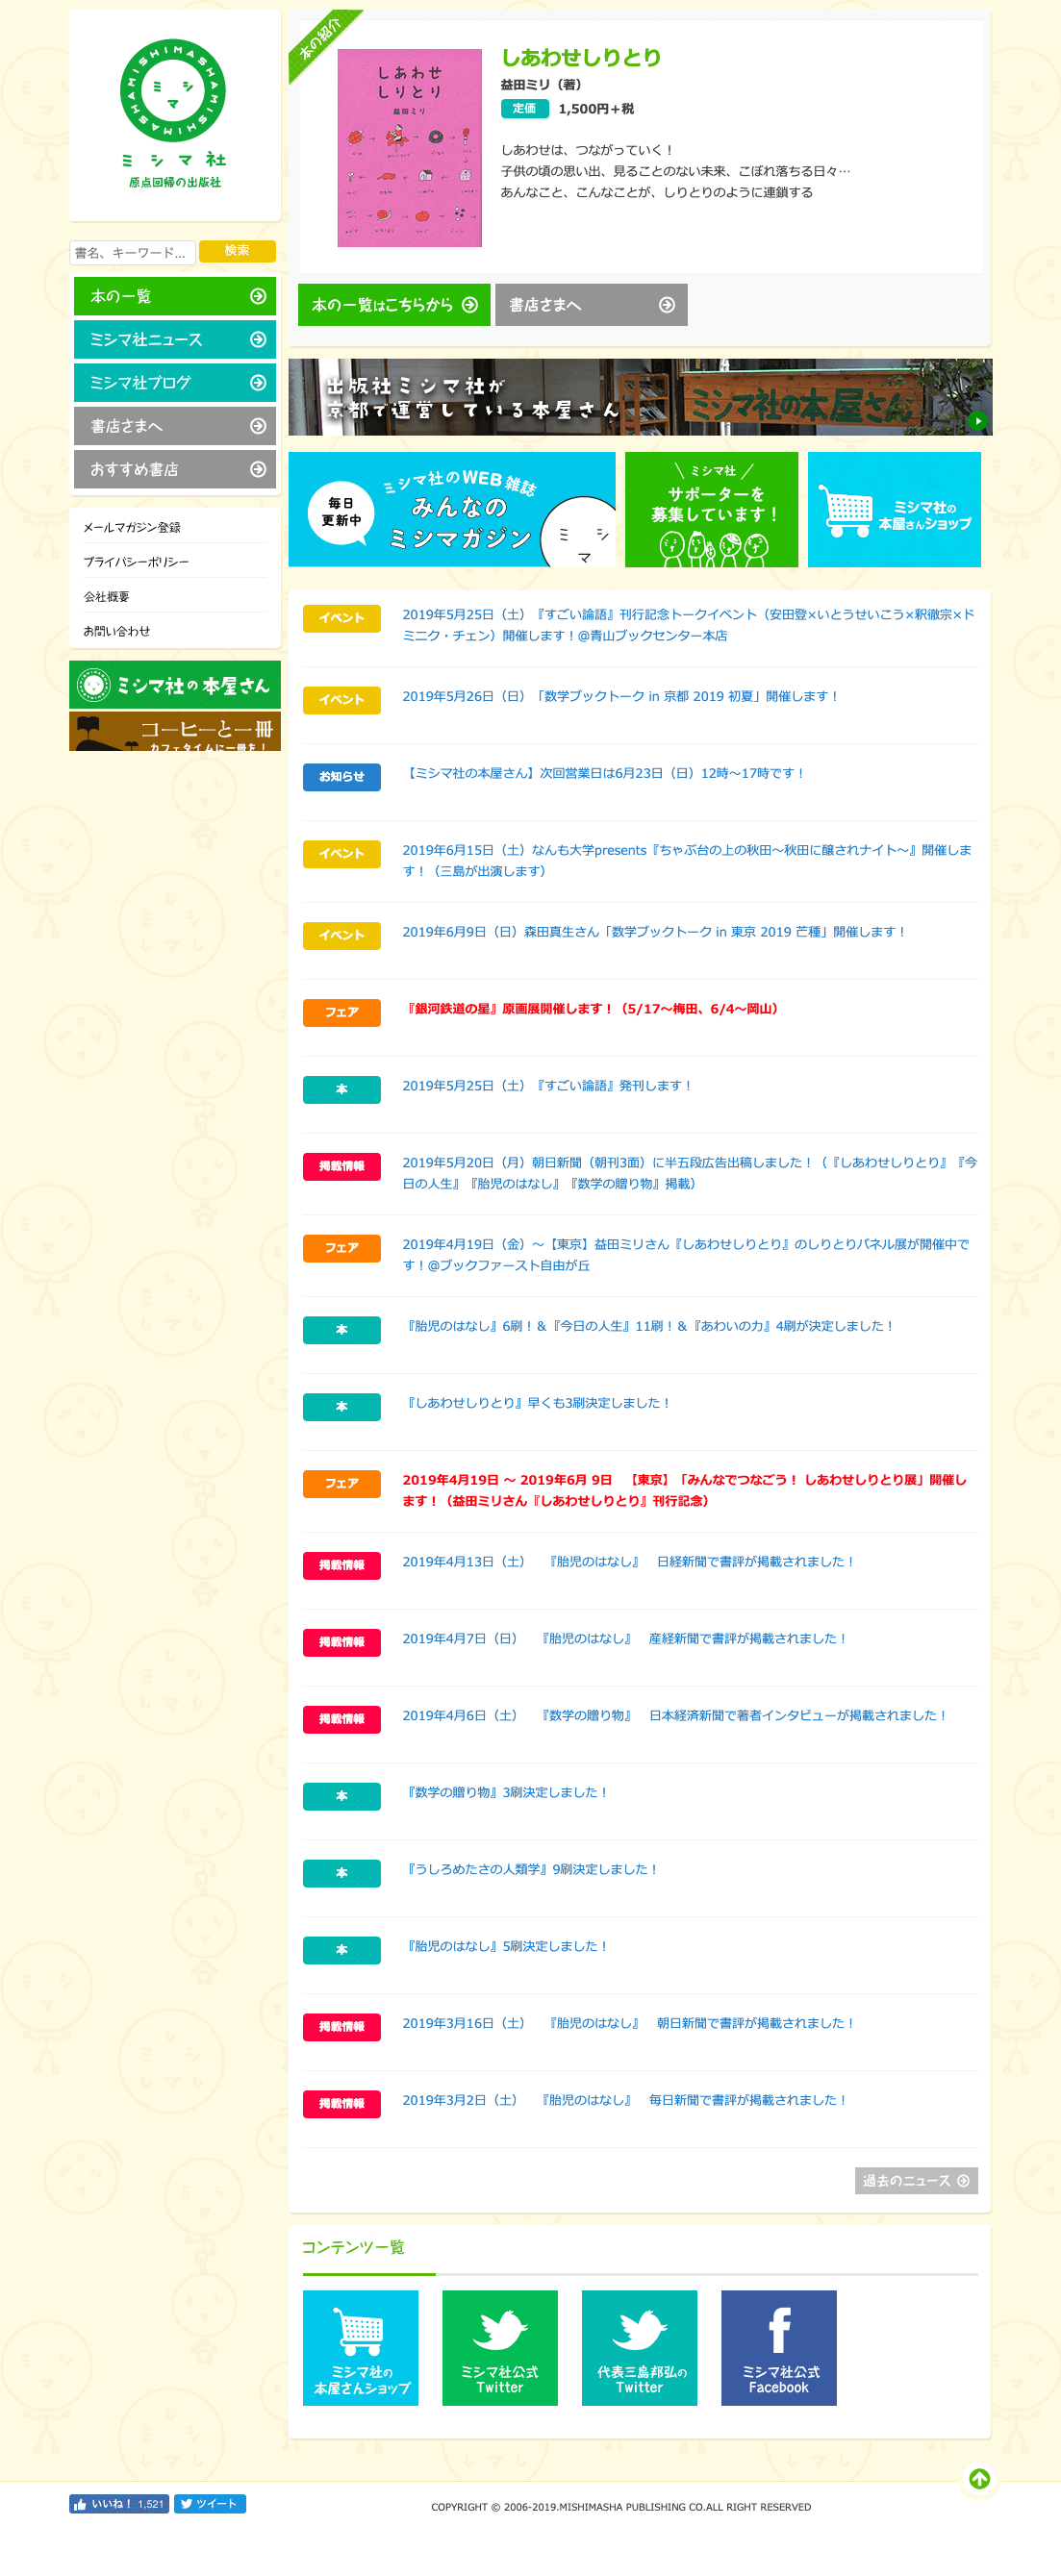 MISHIMASHA MISHIMASHA
ミシマ
ミシマ社
原点回帰の出版社
書名、キーワード...
検索
本の一覧
ミシマ社ニュース
ミシマ社ブログ
書店さまへ
おすすめ書店
メールマガジン登録
プライバシーポリシー
会社概要
お問い合わせ
ミシマ社の本屋さん
コーヒーと一冊
カフェタイムに一冊を！
本の紹介
しあわせ
しりとり
益田ミリ
しあわせしりとり
益田ミリ（著）
定価 1,500円＋税
しあわせは、つながっていく！
子供の頃の思い出、見ることのない未来、こぼれ落ちる日々…
あんなこと、こんなことが、しりとりのように連鎖する
本の一覧はこちらから
書店さまへ
出版社ミシマ社が
京都で運営している本屋さん
ミシマ社の本屋さん
毎日
更新中
ミシマ社のWEB雑誌
みんなの
ミシマガジン
ミシマ
ミシマ社
サポーターを
募集しています！
ミシマ社の
本屋さんショップ
イベント
2019年5月25日（土）『すごい論語』刊行記念トークイベント（安田登×いとうせいこう×釈徹宗×ド
ミニク・チェン）開催します！@青山ブックセンター本店
イベント
2019年5月26日（日）「数学ブックトーク in 京都 2019 初夏」開催します！
お知らせ
【ミシマ社の本屋さん】次回営業日は6月23日（日）12時〜17時です！
イベント
2019年6月15日（土）なんも大学presents『ちゃぶ台の上の秋田〜秋田に醸されナイト〜』開催しま
す！（三島が出演します）
イベント
2019年6月9日（日）森田真生さん「数学ブックトーク in 東京 2019 芒種」開催します！
フェア
『銀河鉄道の星』原画展開催します！（5/17〜梅田、6/4〜岡山）
本
2019年5月25日（土）『すごい論語』発刊します！
掲載情報
2019年5月20日（月）朝日新聞（朝刊3面）に半五段広告出稿しました！（『しあわせしりとり』『今
日の人生』『胎児のはなし』『数学の贈り物』掲載）
フェア
2019年4月19日（金）〜【東京】益田ミリさん『しあわせしりとり』のしりとりパネル展が開催中で
す！@ブックファースト自由が丘
本
『胎児のはなし』6刷！＆『今日の人生』11刷！＆『あわいの力』4刷が決定しました！
本
『しあわせしりとり』早くも3刷決定しました！
フェア
2019年4月19日 〜 2019年6月 9日　【東京】「みんなでつなごう！ しあわせしりとり展」開催し
ます！（益田ミリさん『しあわせしりとり』刊行記念）
掲載情報
2019年4月13日（土）　『胎児のはなし』　日経新聞で書評が掲載されました！
掲載情報
2019年4月7日（日）　『胎児のはなし』　産経新聞で書評が掲載されました！
掲載情報
2019年4月6日（土）　『数学の贈り物』　日本経済新聞で著者インタビューが掲載されました！
本
『数学の贈り物』3刷決定しました！
本
『うしろめたさの人類学』9刷決定しました！
本
『胎児のはなし』5刷決定しました！
掲載情報
2019年3月16日（土）　『胎児のはなし』　朝日新聞で書評が掲載されました！
掲載情報
2019年3月2日（土）　『胎児のはなし』　毎日新聞で書評が掲載されました！
過去のニュース
コンテンツ一覧
ミシマ社の
本屋さんショップ
ミシマ社公式
Twitter
代表三島邦弘の
Twitter
ミシマ社公式
Facebook
いいね！ 1,521
ツイート
COPYRIGHT © 2006-2019.MISHIMASHA PUBLISHING CO.ALL RIGHT RESERVED